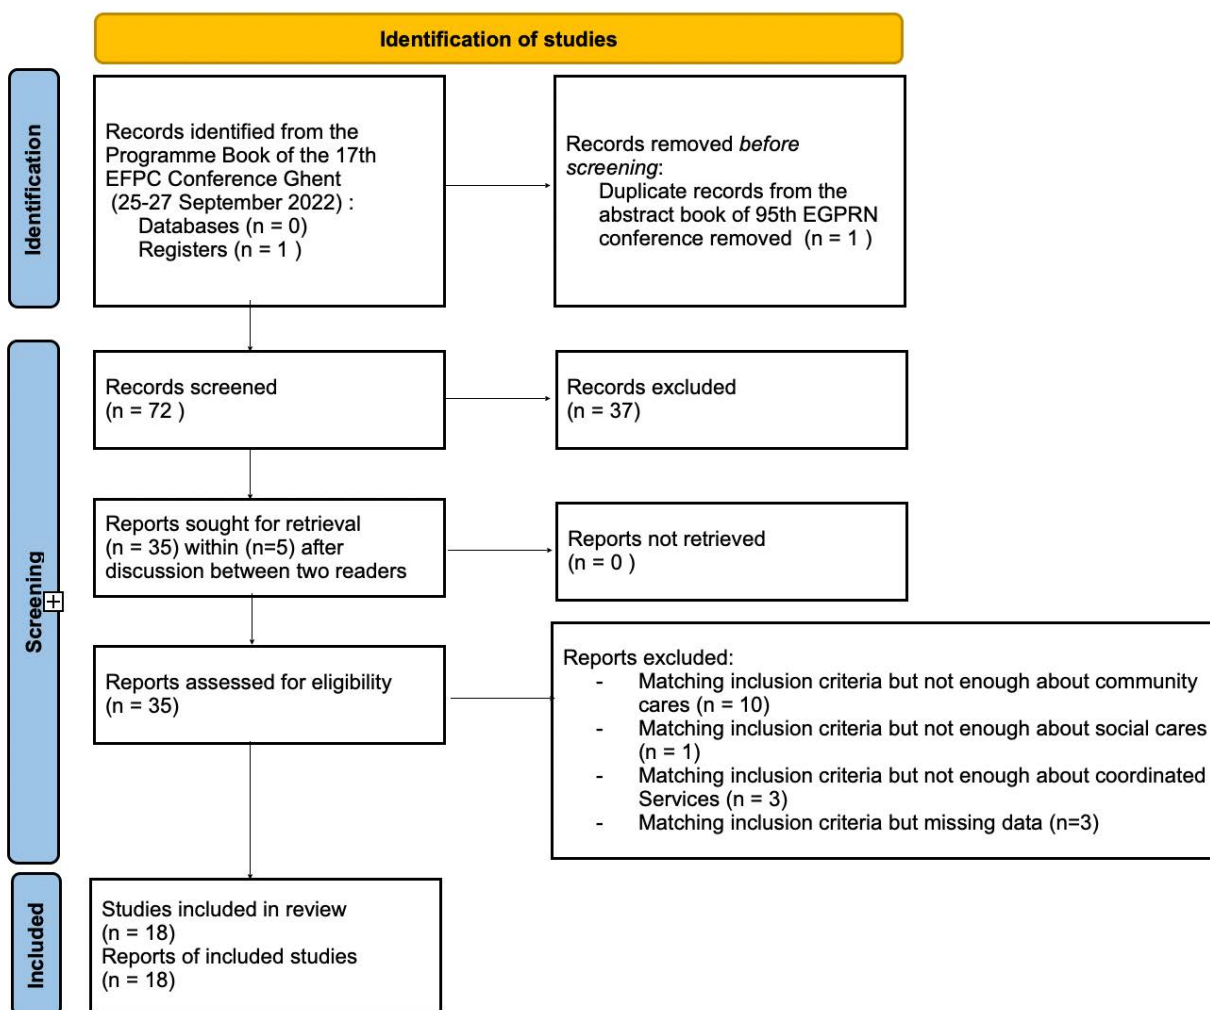 Identification of studies
Identification
Records identified from the
Programme Book of the 17th
EFPC Conference Ghent
(25-27 September 2022) :
Databases (n = 0)
Registers (n = 1 )
Records removed before
screening:
Duplicate records from the
abstract book of 95th EGPRN
conference removed (n = 1 )
Screening
Records screened
(n = 72 )
Records excluded
(n = 37)
Reports sought for retrieval
(n = 35) within (n=5) after
discussion between two readers
Reports not retrieved
(n = 0 )
Reports assessed for eligibility
(n = 35)
Reports excluded:
- Matching inclusion criteria but not enough about community
cares (n = 10)
- Matching inclusion criteria but not enough about social cares
(n = 1)
- Matching inclusion criteria but not enough about coordinated
Services (n = 3)
- Matching inclusion criteria but missing data (n=3)
Included
Studies included in review
(n = 18)
Reports of included studies
(n = 18)